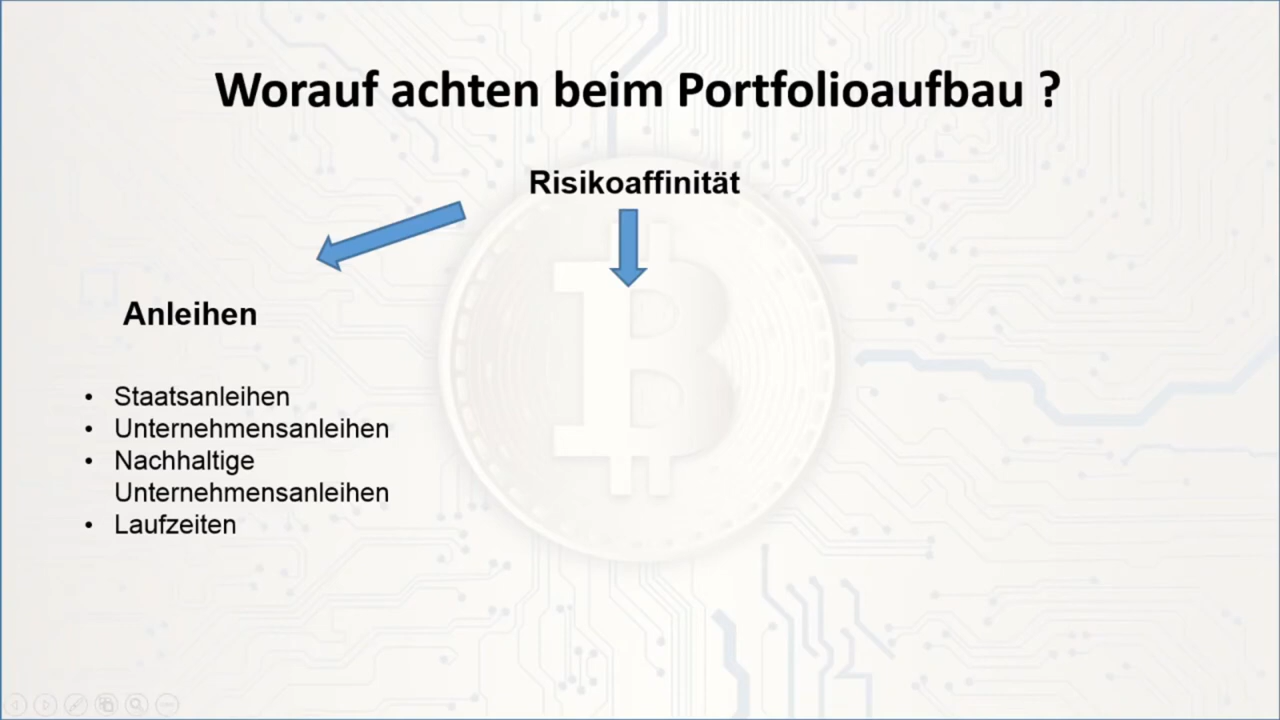 Worauf achten beim Portfolioaufbau ?
Risikoaffinität
Anleihen
• Staatsanleihen
• Unternehmensanleihen
• Nachhaltige
Unternehmensanleihen
• Laufzeiten